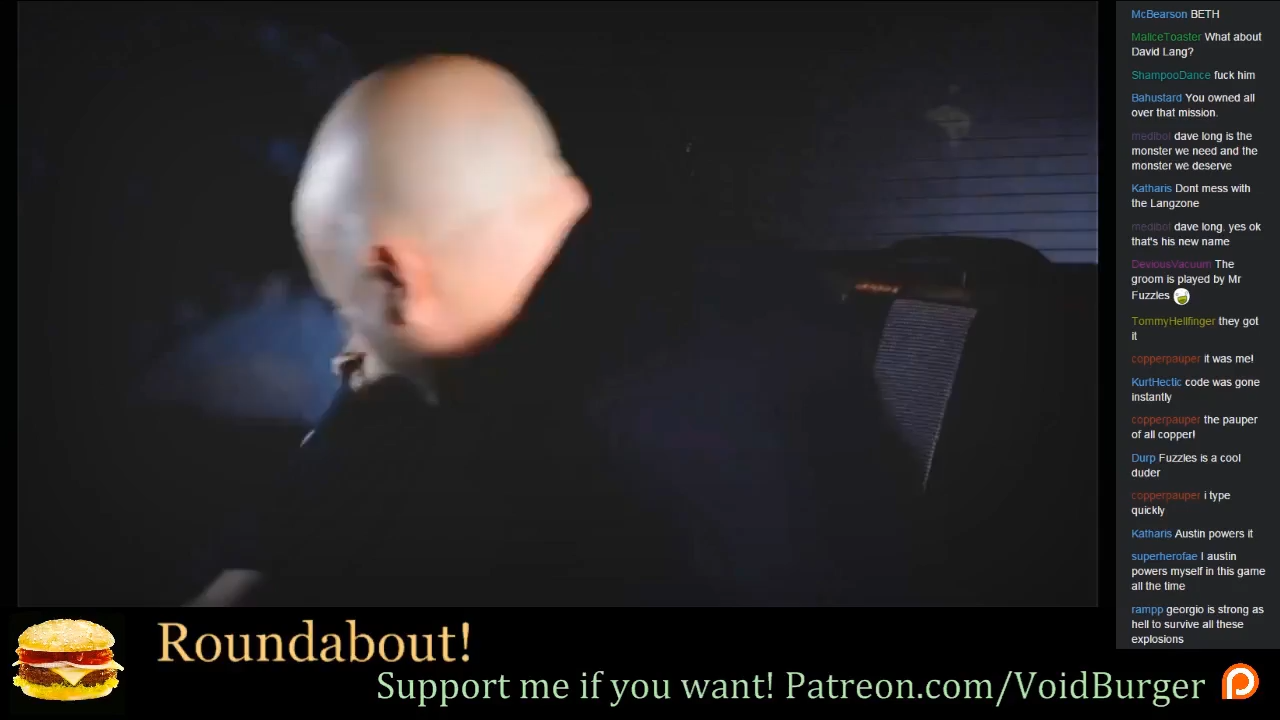 McBearson BETH
MaliceToaster What about
David Lang?
ShampooDance fuck him
Bahustard You owned all
over that mission.
medibot dave long is the
monster we need and the
monster we deserve
Katharis Dont mess with
the Langzone
medibot dave long. yes ok
that's his new name
DeviousVacuum The
groom is played by Mr
Fuzzles
TommyHellfinger they got
it
copperpauper it was me!
KurtHectic code was gone
instantly
copperpauper the pauper
of all copper!
Durp Fuzzles is a cool
duder
copperpauper i type
quickly
Katharis Austin powers it
superherofae I austin
powers myself in this game
all the time
rampp georgio is strong as
hell to survive all these
explosions
Roundabout!
Support me if you want! Patreon.com/VoidBurger